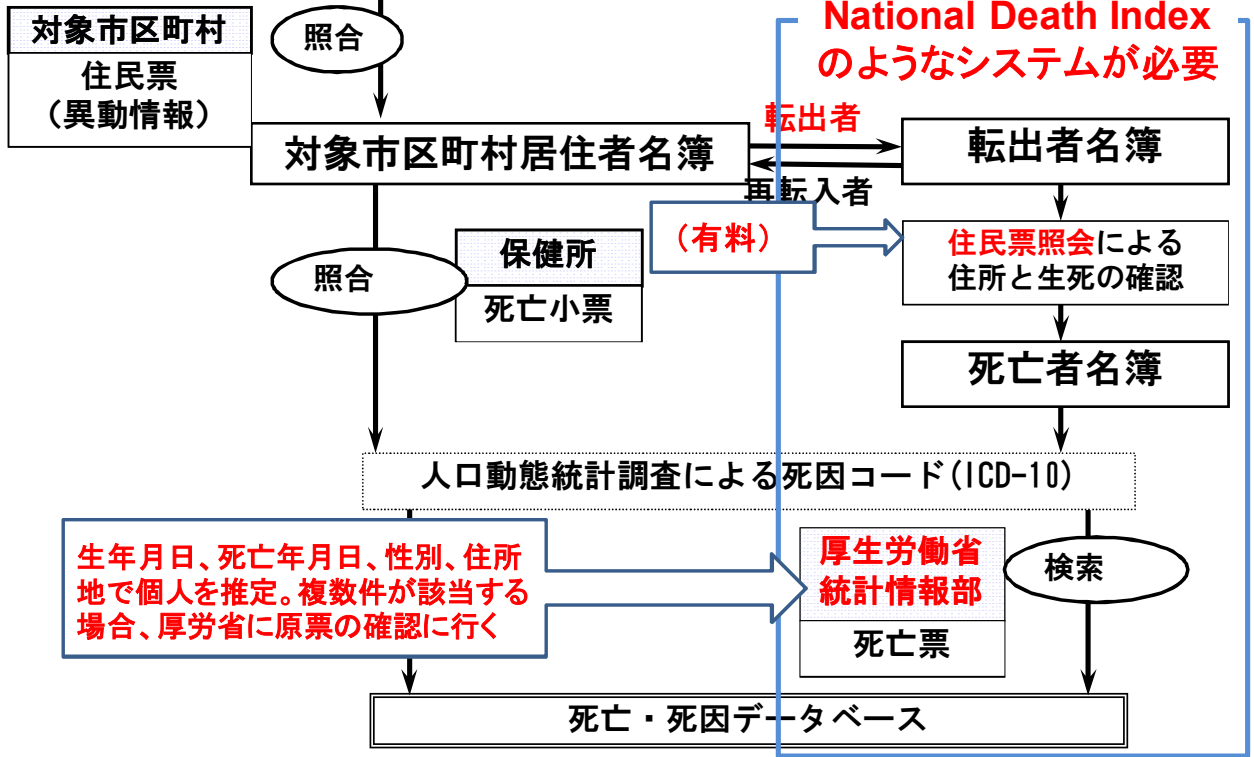 対象市区町村
住民票
（異動情報）
照合
National Death Index
のようなシステムが必要
対象市区町村居住者名簿
転出者
再転入者
転出者名簿
（有料）
住民票照会による
住所と生死の確認
照合
保健所
死亡小票
死亡者名簿
人口動態統計調査による死因コード(ICD-10)
生年月日、死亡年月日、性別、住所
地で個人を推定。複数件が該当する
場合、厚労省に原票の確認に行く
厚生労働省
統計情報部
死亡票
検索
死亡・死因データベース